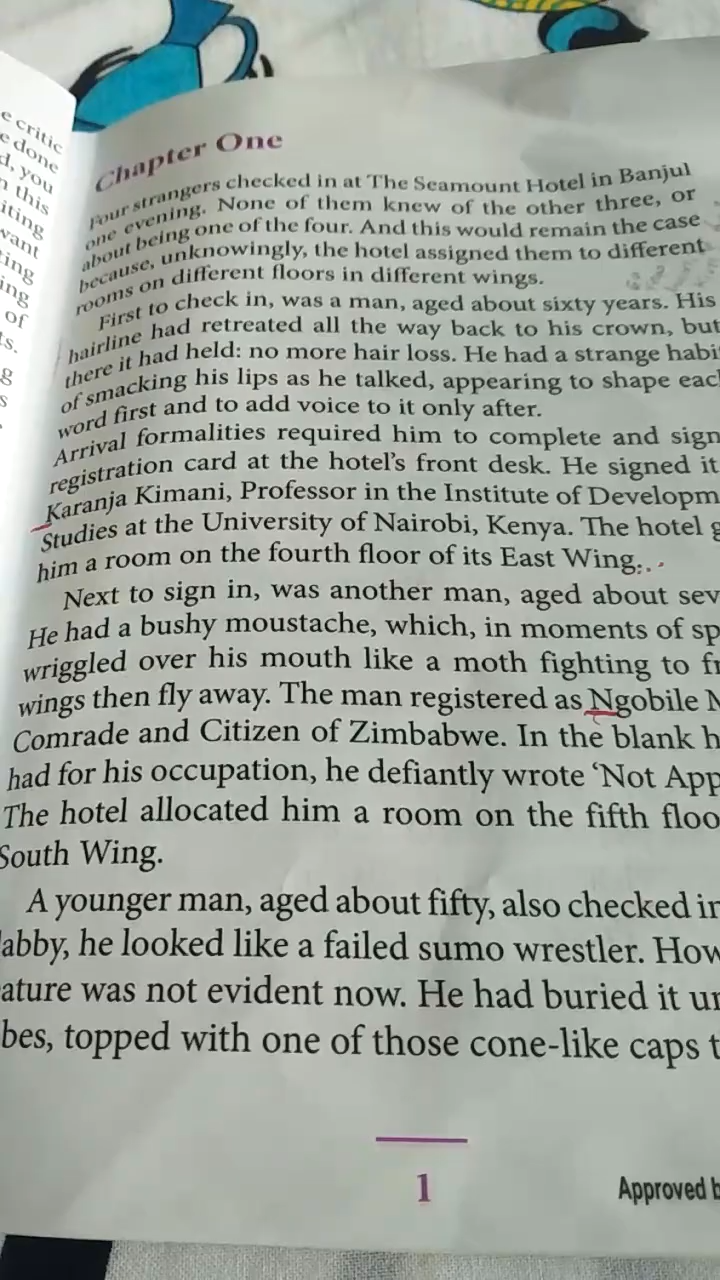 e critic
e done
d, you
n this
iting
want
ing
ing
of
ts.
g
s
Chapter One
Four strangers checked in at The Seamount Hotel in Banjul
one evening. None of them knew of the other three, or
about being one of the four. And this would remain the case
because, unknowingly, the hotel assigned them to different
rooms on different floors in different wings.
First to check in, was a man, aged about sixty years. His
hairline had retreated all the way back to his crown, but
there it had held: no more hair loss. He had a strange habi
of smacking his lips as he talked, appearing to shape eac
word first and to add voice to it only after.
Arrival formalities required him to complete and sign
registration card at the hotel's front desk. He signed it
Karanja Kimani, Professor in the Institute of Developm
Studies at the University of Nairobi, Kenya. The hotel g
him a room on the fourth floor of its East Wing.
Next to sign in, was another man, aged about sev
He had a bushy moustache, which, in moments of sp
wriggled over his mouth like a moth fighting to fr
wings then fly away. The man registered as Ngobile M
Comrade and Citizen of Zimbabwe. In the blank h
had for his occupation, he defiantly wrote ‘Not App
The hotel allocated him a room on the fifth floo
South Wing.
A younger man, aged about fifty, also checked in
labby, he looked like a failed sumo wrestler. How
ature was not evident now. He had buried it un
bes, topped with one of those cone-like caps t
1
Approved b